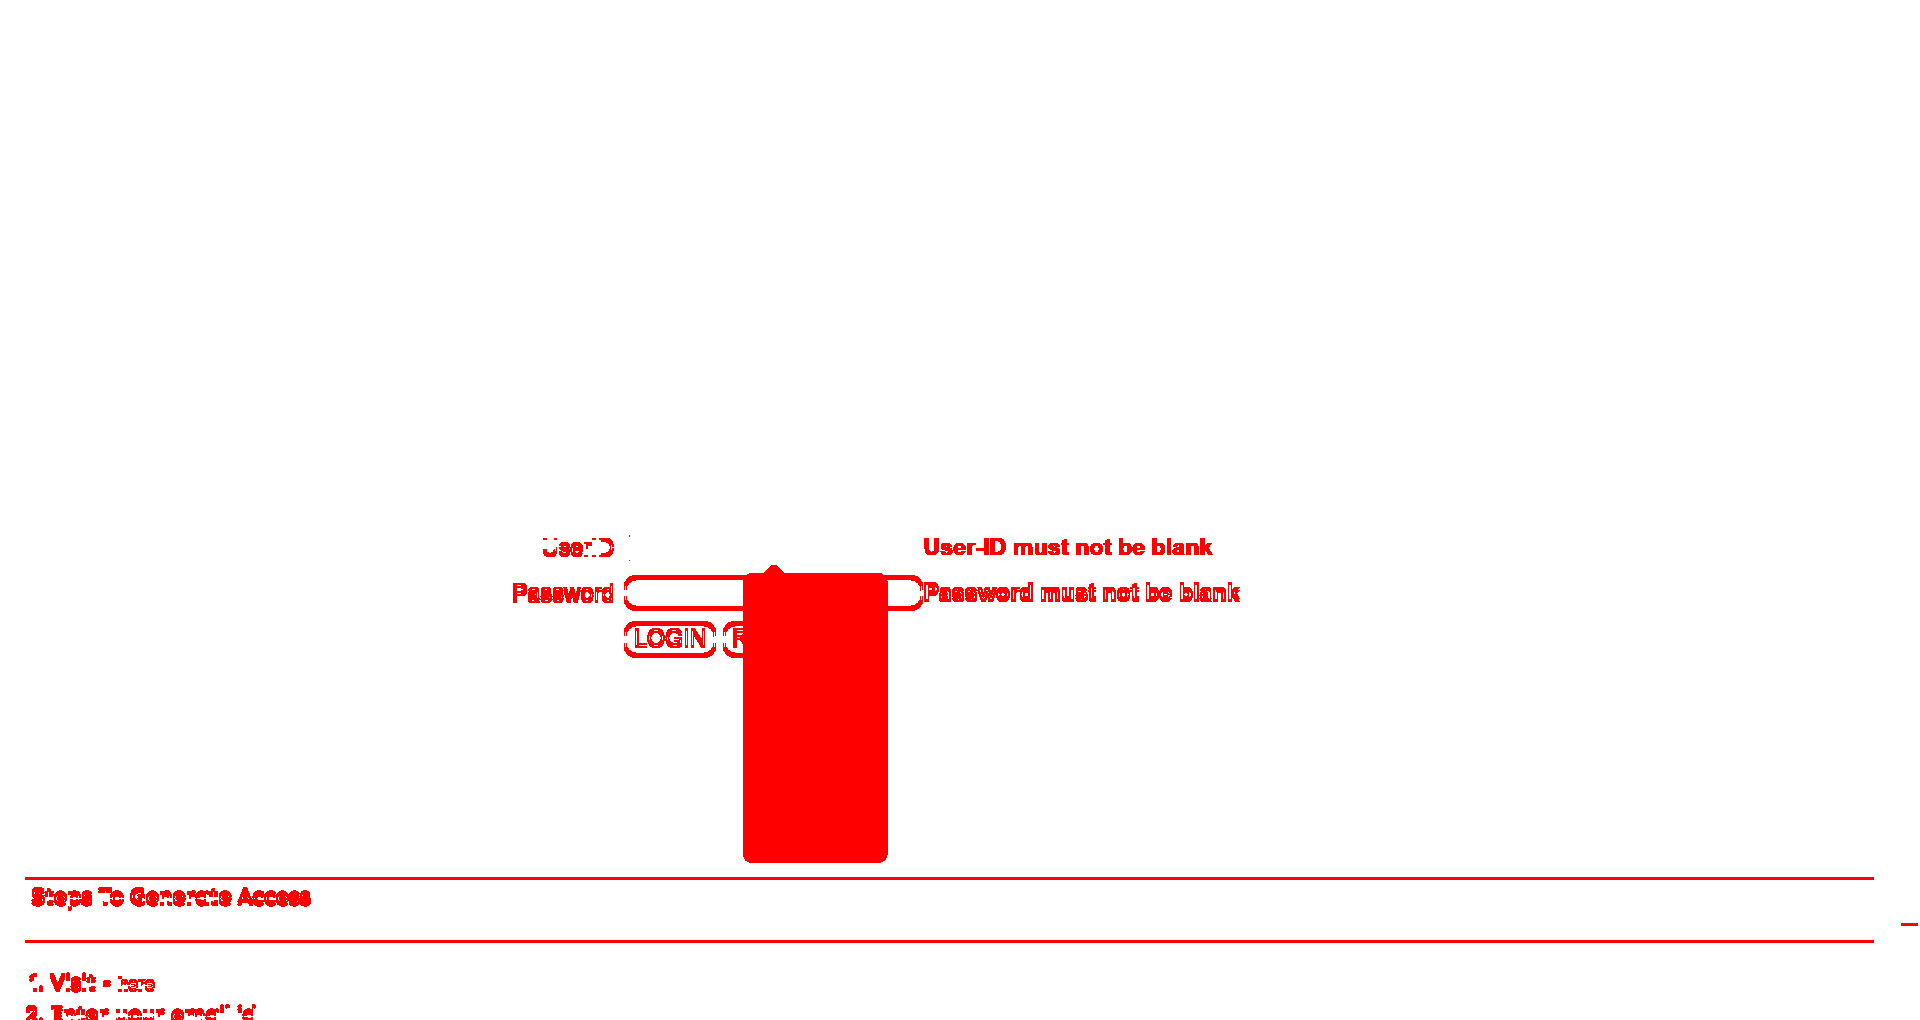 UserID User-ID must not be blank
Password Password must not be blank
LOGIN R
Steps To Generate Access
1. Visit - here
2. Enter your email id